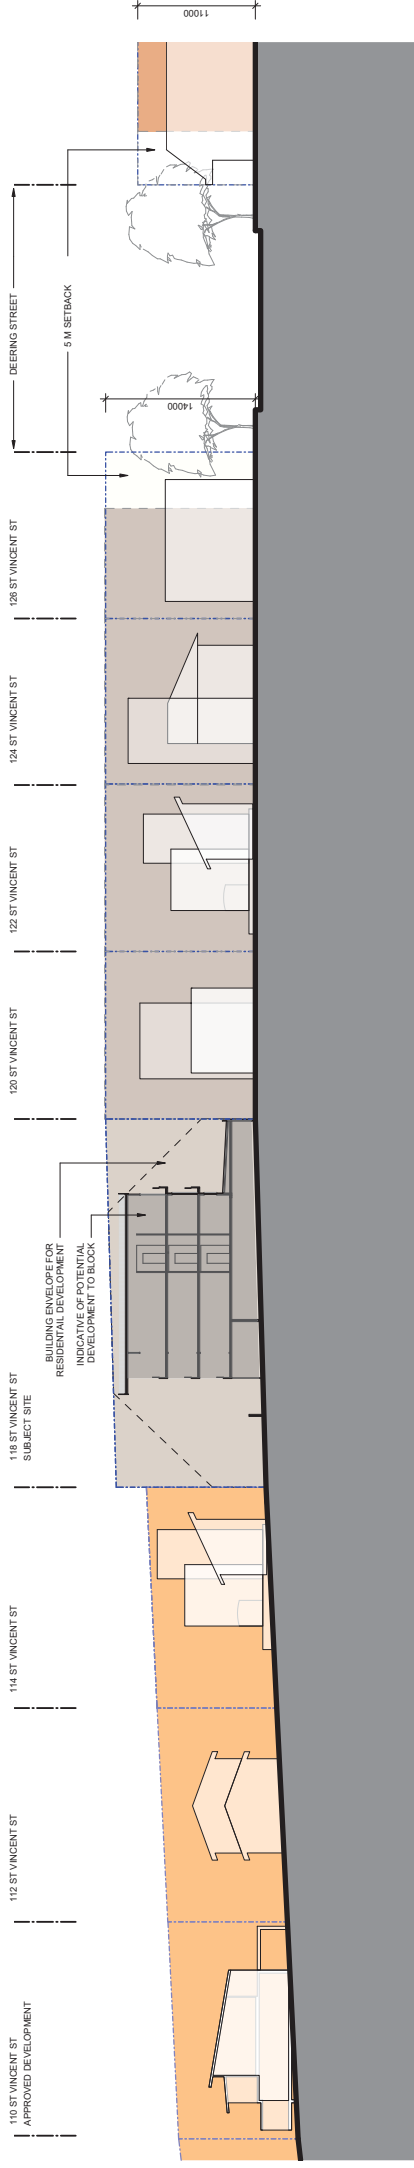 110 ST VINCENT ST
APPROVED DEVELOPMENT
112 ST VINCENT ST
114 ST VINCENT ST
118 ST VINCENT ST
SUBJECT SITE
BUILDING ENVELOPE FOR
RESIDENTAIL DEVELOPMENT
INDICATIVE OF POTENTIAL
DEVELOPMENT TO BLOCK
120 ST VINCENT ST
122 ST VINCENT ST
124 ST VINCENT ST
126 ST VINCENT ST
DEERING STREET
5 M SETBACK
14000
11000